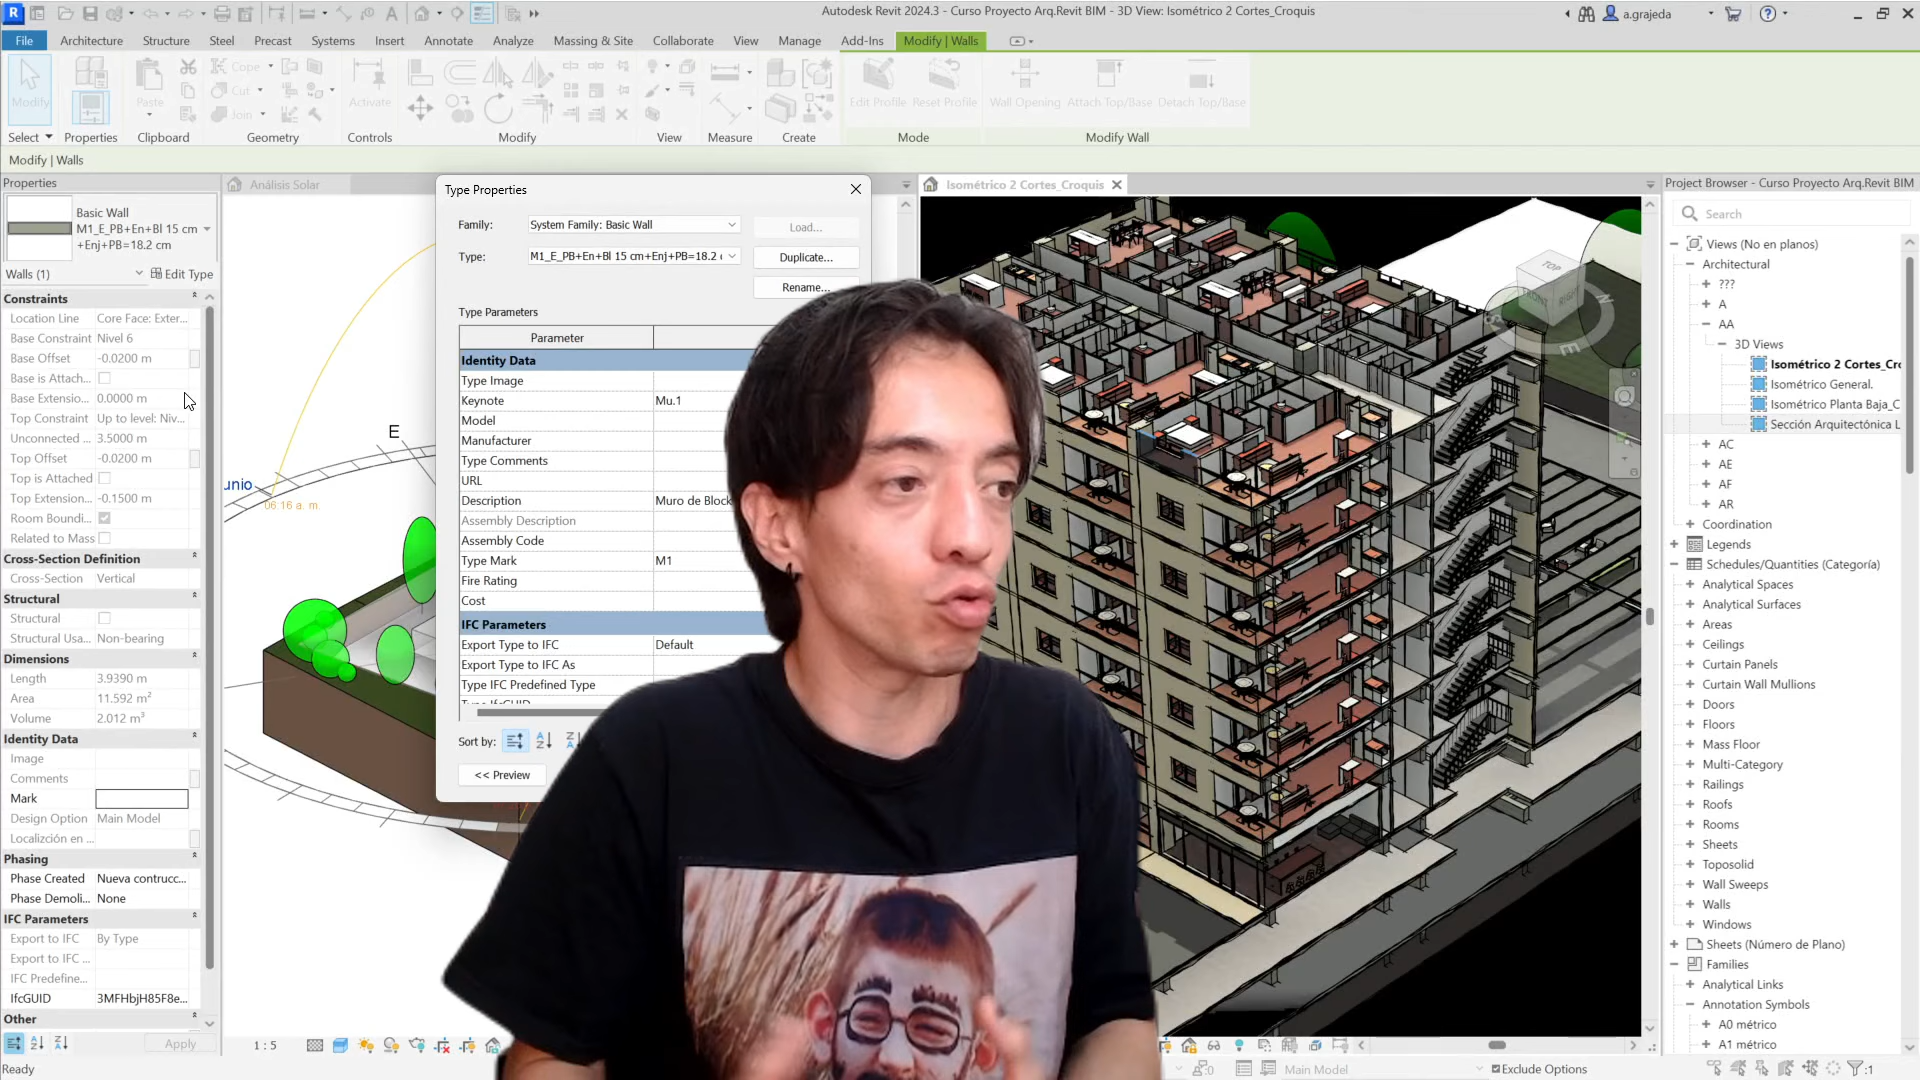 Autodesk Revit 2024.3 - Curso Proyecto Arq.Revit BIM - 3D View: Isométrico 2 Cortes_Croquis
a.grajeda
File Architecture Structure Steel Precast Systems Insert Annotate Analyze Massing & Site Collaborate View Manage Add-Ins Modify | Walls
Modify
Paste
Cope
Cut
Join
Activate
Edit Profile Reset Profile Wall Opening Attach Top/Base Detach Top/Base
Select Properties Clipboard Geometry Controls Modify View Measure Create Mode Modify Wall
Modify | Walls
Properties
Basic Wall
M1_E_PB+En+Bl 15 cm
+Enj+PB=18.2 cm
Walls (1) Edit Type
Constraints
Location Line Core Face: Exter...
Base Constraint Nivel 6
Base Offset -0.0200 m
Base is Attach...
Base Extensio... 0.0000 m
Top Constraint Up to level: Niv...
Unconnected ... 3.5000 m
Top Offset -0.0200 m
Top is Attached
Top Extension... -0.1500 m
Room Boundi...
Related to Mass
Cross-Section Definition
Cross-Section Vertical
Structural
Structural
Structural Usa... Non-bearing
Dimensions
Length 3.9390 m
Area 11.592 m²
Volume 2.012 m³
Identity Data
Image
Comments
Mark
Design Option Main Model
Localizción en ...
Phasing
Phase Created Nueva contrucc...
Phase Demoli... None
IFC Parameters
Export to IFC By Type
Export to IFC ...
IFC Predefine...
IfcGUID 3MFHbjH85F8e...
Other
Apply
Ready
Análisis Solar
E
unio
06:16 a. m.
1 : 5
Type Properties
Family: System Family: Basic Wall Load...
Type: M1_E_PB+En+Bl 15 cm+Enj+PB=18.2 Duplicate...
Rename...
Type Parameters
Parameter
Identity Data
Type Image
Keynote Mu.1
Model
Manufacturer
Type Comments
URL
Description Muro de Block
Assembly Description
Assembly Code
Type Mark M1
Fire Rating
Cost
IFC Parameters
Export Type to IFC Default
Export Type to IFC As
Type IFC Predefined Type
Type IfcGUID
Sort by:
<< Preview
Isométrico 2 Cortes_Croquis
TOP
FRONT
RIGHT
N
E
S
:0
Main Model
Exclude Options
:1
Project Browser - Curso Proyecto Arq.Revit BIM
Search
Views (No en planos)
Architectural
???
A
AA
3D Views
Isométrico 2 Cortes_Cro
Isométrico General.
Isométrico Planta Baja_C
Sección Arquitectónica L
AC
AE
AF
AR
Coordination
Legends
Schedules/Quantities (Categoría)
Analytical Spaces
Analytical Surfaces
Areas
Ceilings
Curtain Panels
Curtain Wall Mullions
Doors
Floors
Mass Floor
Multi-Category
Railings
Roofs
Rooms
Sheets
Toposolid
Wall Sweeps
Walls
Windows
Sheets (Número de Plano)
Families
Analytical Links
Annotation Symbols
A0 métrico
A1 métrico